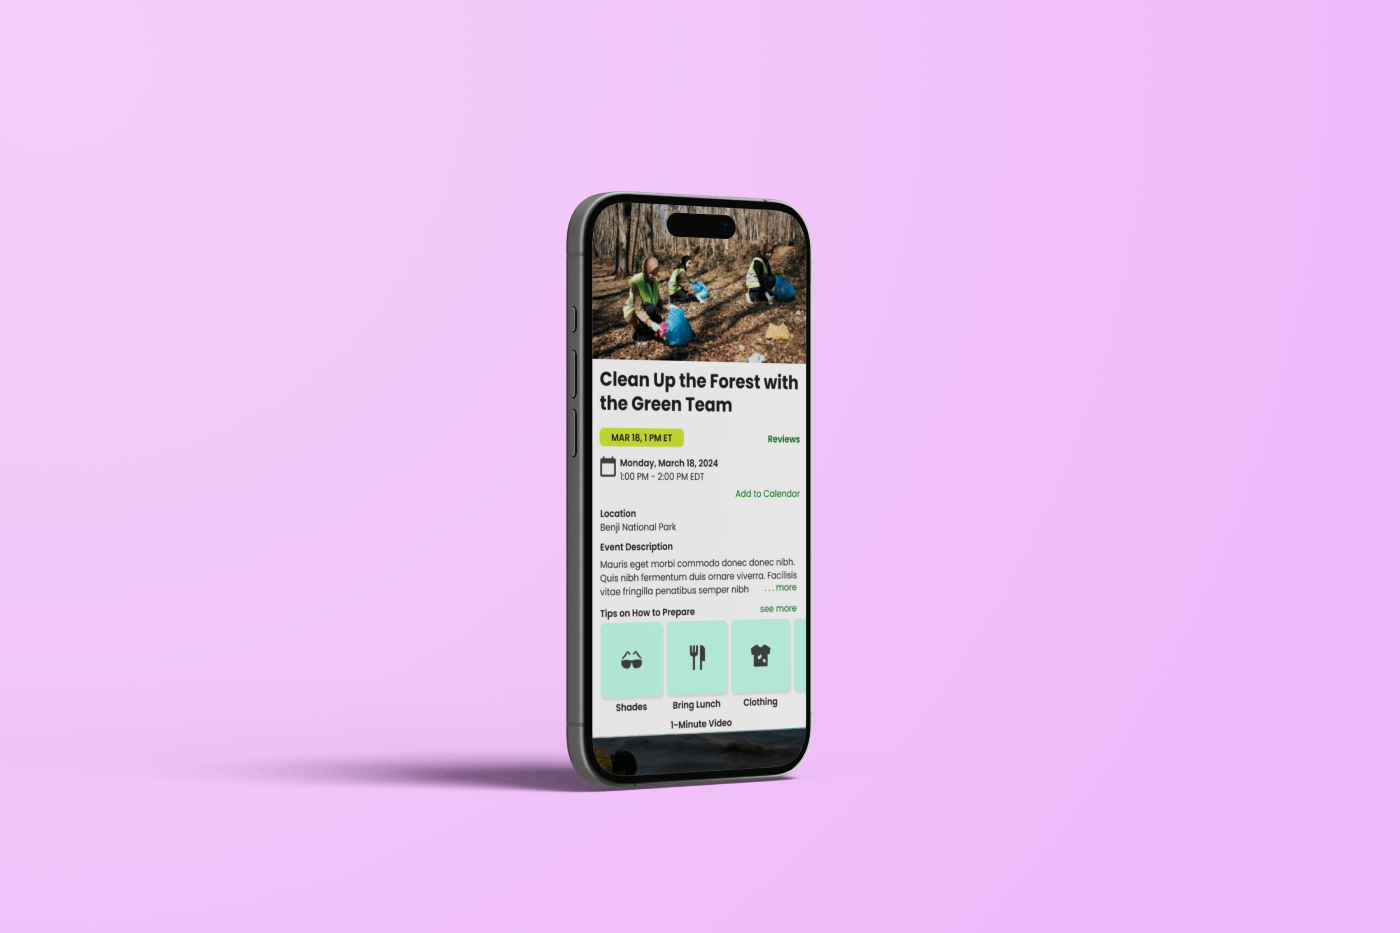 Clean Up the Forest with
the Green Team
MAR 18, 1 PM ET
Reviews
Monday, March 18, 2024
1:00 PM - 2:00 PM EDT
Add to Calendar
Location
Benji National Park
Event Description
Mauris eget morbi commodo donec donec nibh.
Quis nibh fermentum duis ornare viverra. Facilisis
vitae fringilla penatibus semper nibh ... more
Tips on How to Prepare see more
Shades Bring Lunch Clothing
1-Minute Video